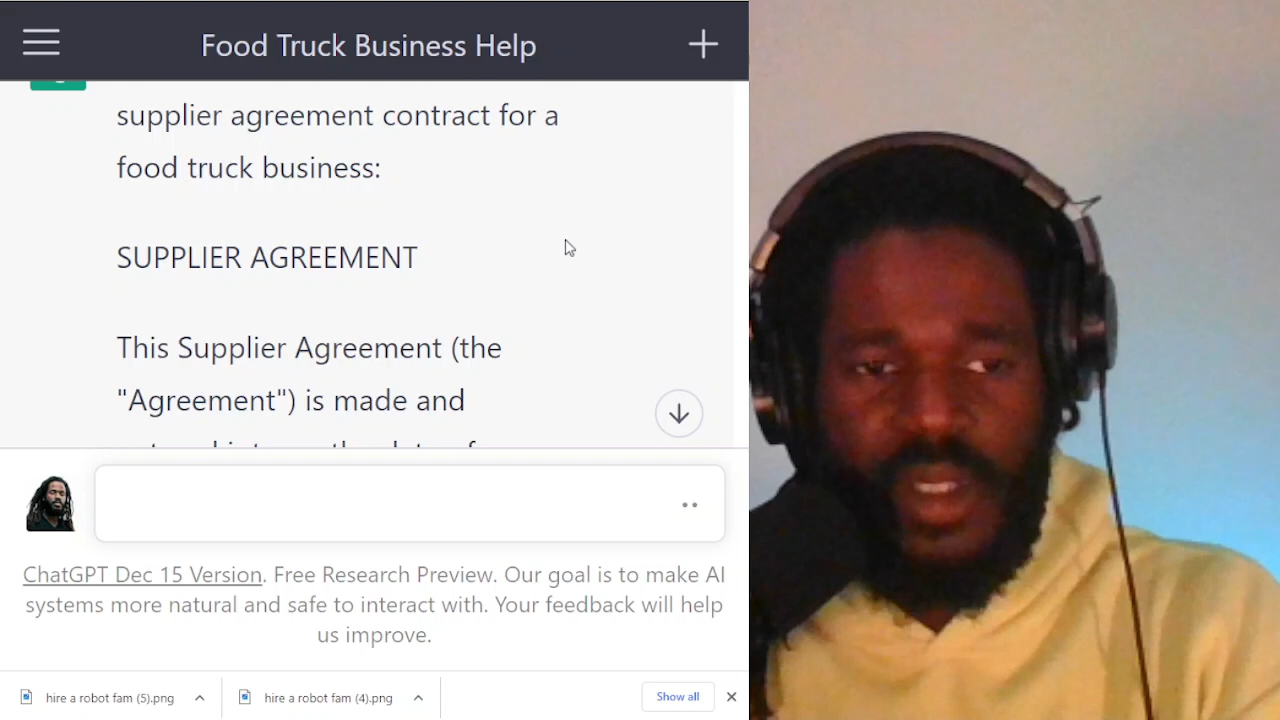 Food Truck Business Help
supplier agreement contract for a
food truck business:
SUPPLIER AGREEMENT
This Supplier Agreement (the
"Agreement") is made and
ChatGPT Dec 15 Version. Free Research Preview. Our goal is to make AI
systems more natural and safe to interact with. Your feedback will help
us improve.
hire a robot fam (5).png
hire a robot fam (4).png
Show all